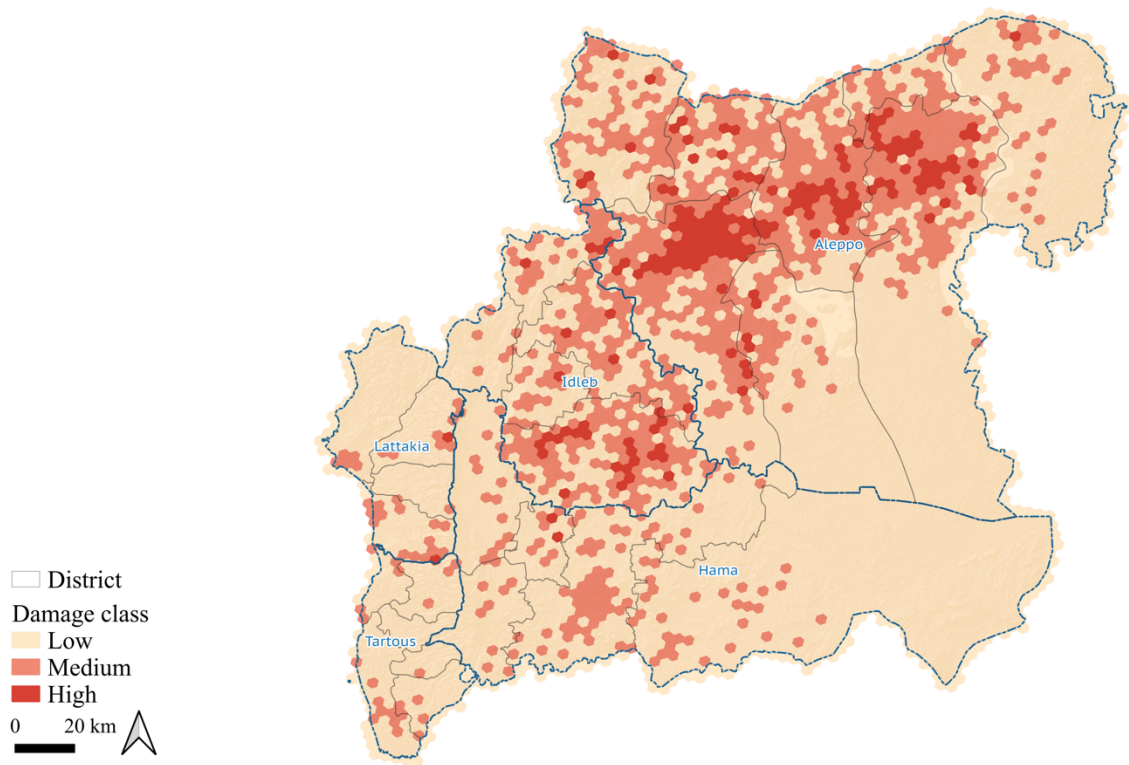 Aleppo
Idleb
Lattakia
Hama
Tartous
District
Damage class
Low
Medium
High
0 20 km